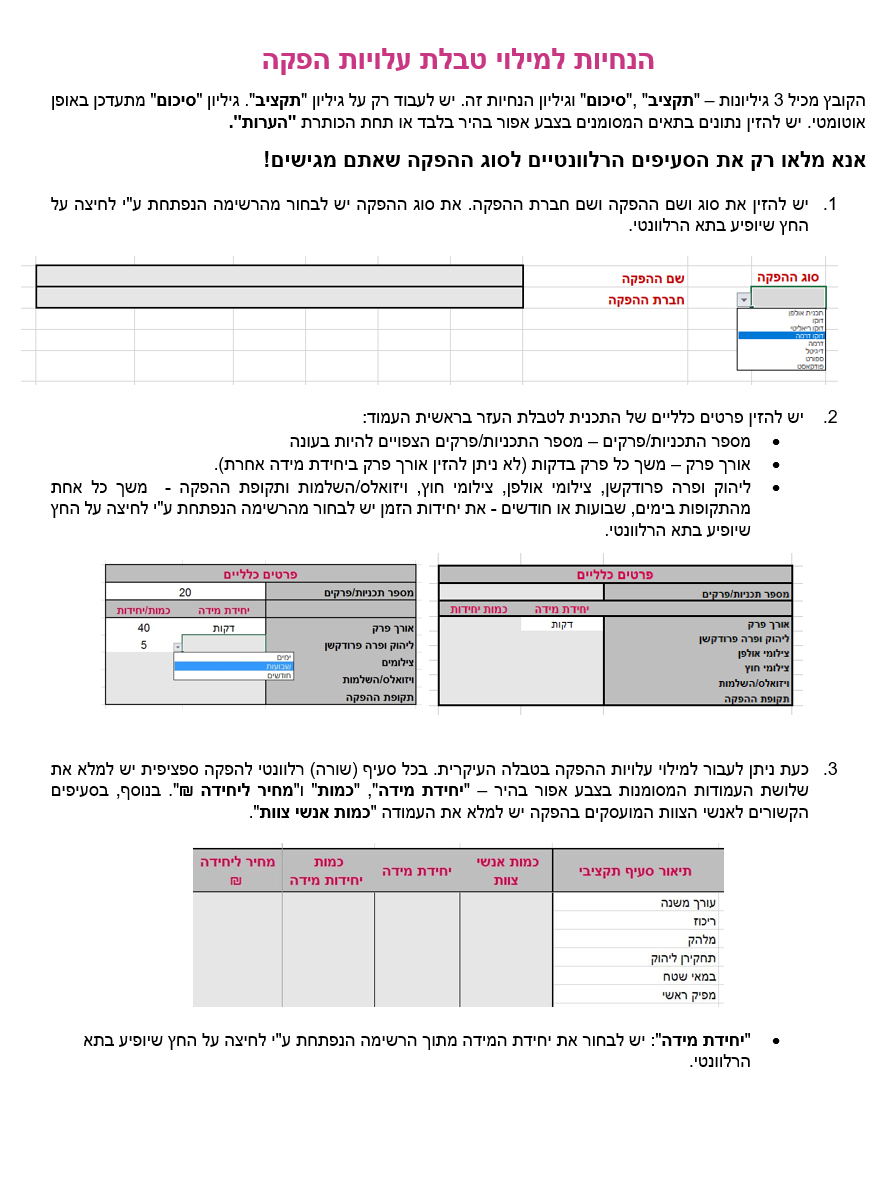 הנחיות למילוי טבלת עלויות הפקה
הקובץ מכיל 3 גיליונות – "תקציב" ,"סיכום" וגיליון הנחיות זה. יש לעבוד רק על גיליון "תקציב". גיליון "סיכום" מתעדכן באופן
אוטומטי. יש להזין נתונים בתאים המסומנים בצבע אפור בהיר בלבד או תחת הכותרת "הערות".
אנא מלאו רק את הסעיפים הרלוונטיים לסוג ההפקה שאתם מגישים!
1. יש להזין את סוג ושם ההפקה ושם חברת ההפקה. את סוג ההפקה יש לבחור מהרשימה הנפתחת ע"י לחיצה על
החץ שיופיע בתא הרלוונטי.
סוג ההפקה שם ההפקה
חברת ההפקה
תכנית אולפן
דוקו
דוקו ריאליטי
דוקו דרמה
דרמה
דיגיטל
ספורט
פודקאסט
2. יש להזין פרטים כלליים של התכנית לטבלת העזר בראשית העמוד:
• מספר התכניות/פרקים – מספר התכניות/פרקים הצפויים להיות בעונה
• אורך פרק – משך כל פרק בדקות (לא ניתן להזין אורך פרק ביחידת מידה אחרת).
• ליהוק ופרה פרודקשן, צילומי אולפן, צילומי חוץ, ויזואלס/השלמות ותקופת ההפקה - משך כל אחת
מהתקופות בימים, שבועות או חודשים - את יחידות הזמן יש לבחור מהרשימה הנפתחת ע"י לחיצה על החץ
שיופיע בתא הרלוונטי.
פרטים כלליים
מספר תכניות/פרקים
יחידת מידה כמות יחידות
אורך פרק דקות
ליהוק ופרה פרודקשן
צילומי אולפן
צילומי חוץ
ויזואלס/השלמות
תקופת ההפקה
פרטים כלליים
מספר תכניות/פרקים 20
יחידת מידה כמות/יחידות
אורך פרק דקות 40
ליהוק ופרה פרודקשן 5
צילומים
ויזואלס/השלמות
תקופת ההפקה
ימים
שבועות
חודשים
3. כעת ניתן לעבור למילוי עלויות ההפקה בטבלה העיקרית. בכל סעיף (שורה) רלוונטי להפקה ספציפית יש למלא את
שלושת העמודות המסומנות בצבע אפור בהיר – "יחידת מידה", "כמות" ו"מחיר ליחידה ₪". בנוסף, בסעיפים
הקשורים לאנשי הצוות המועסקים בהפקה יש למלא את העמודה "כמות אנשי צוות".
תיאור סעיף תקציבי כמות אנשי צוות יחידת מידה כמות יחידות מידה מחיר ליחידה ₪
עורך משנה
ריכוז
מלהק
תחקירן ליהוק
במאי שטח
מפיק ראשי
• "יחידת מידה": יש לבחור את יחידת המידה מתוך הרשימה הנפתחת ע"י לחיצה על החץ שיופיע בתא
הרלוונטי.